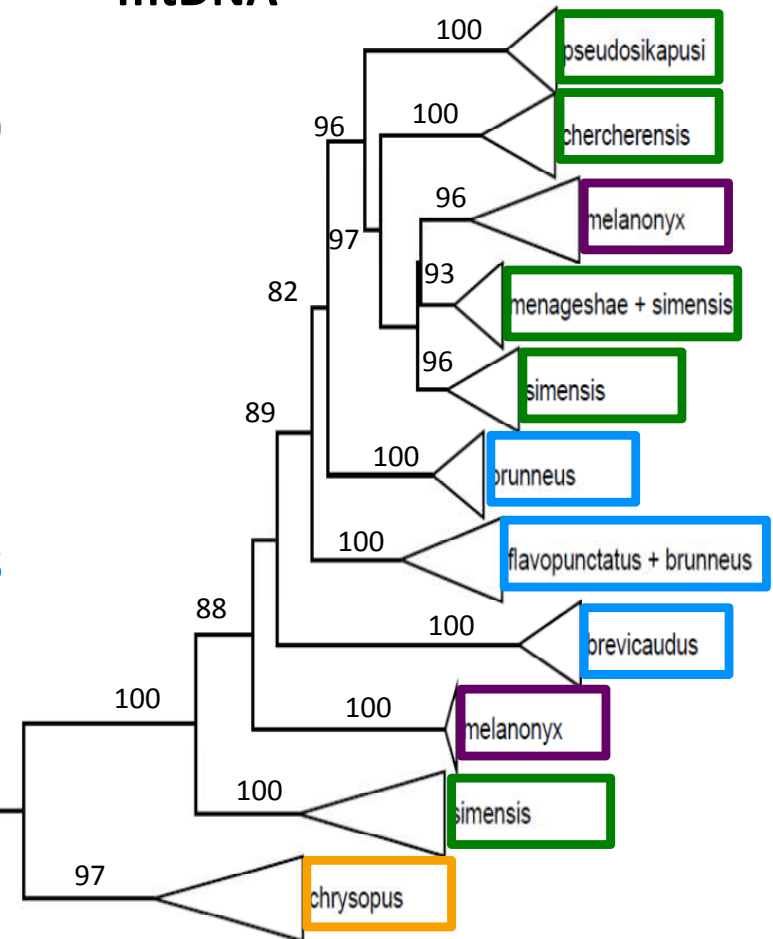 mtDNA
100
pseudosikapusi
100
chercherensis
96
96
melanonyx
97
93
menageshae + simensis
82
96
simensis
89
100
brunneus
100
flavopunctatus + brunneus
88
100
brevicaudus
100
100
melanonyx
100
simensis
97
chrysopus